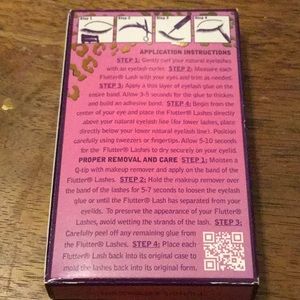 Step 1 Step 2 Step 3 Step 4
APPLICATION INSTRUCTIONS
STEP 1: Gently curl your natural eyelashes
with an eyelash curler. STEP 2: Measure each
Flutter® Lash with your eyes and trim as needed.
STEP 3: Apply a thin layer of eyelash glue on the
entire band. Allow 3-5 seconds for the glue to thicken
and build an adhesive bond. STEP 4: Begin from the
center of your eye and place the Flutter® Lashes directly
above your natural eyelash line (for lower lashes, place
directly below your lower natural eyelash line). Position
carefully using tweezers or fingertips. Allow 5-10 seconds
for the Flutter® Lashes to dry securely on your eyelid.
PROPER REMOVAL AND CARE STEP 1: Moisten a
Q-tip with makeup remover and apply on the band of the
Flutter® Lashes. STEP 2: Hold the makeup remover over
the band of the lashes for 5-7 seconds to loosen the eyelash
glue or until the Flutter® Lash has separated from your
eyelids. To preserve the appearance of your Flutter®
Lashes, avoid wetting the strands of the lash. STEP 3:
Carefully peel off any remaining glue from
the Flutter® Lashes. STEP 4: Place each
Flutter® Lash back into its original case to
mold the lashes back into its original form.